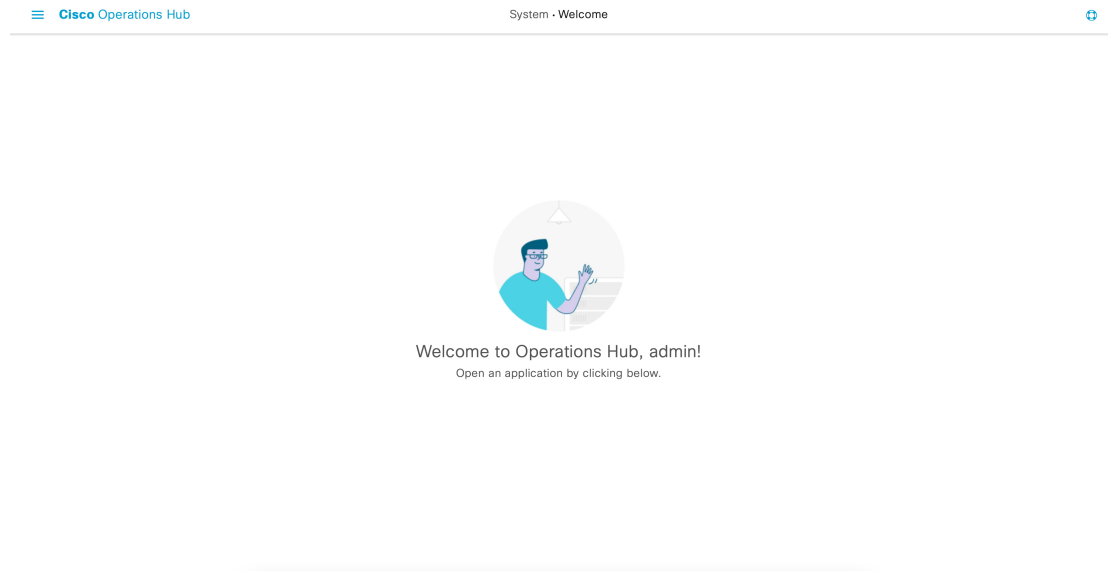 Cisco Operations Hub
System • Welcome
Welcome to Operations Hub, admin!
Open an application by clicking below.